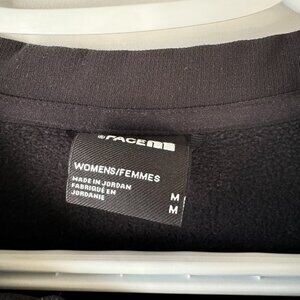 WOMENS/FEMMES
MADE IN JORDAN
FABRIQUÉ EN
JORDANIE
M
M